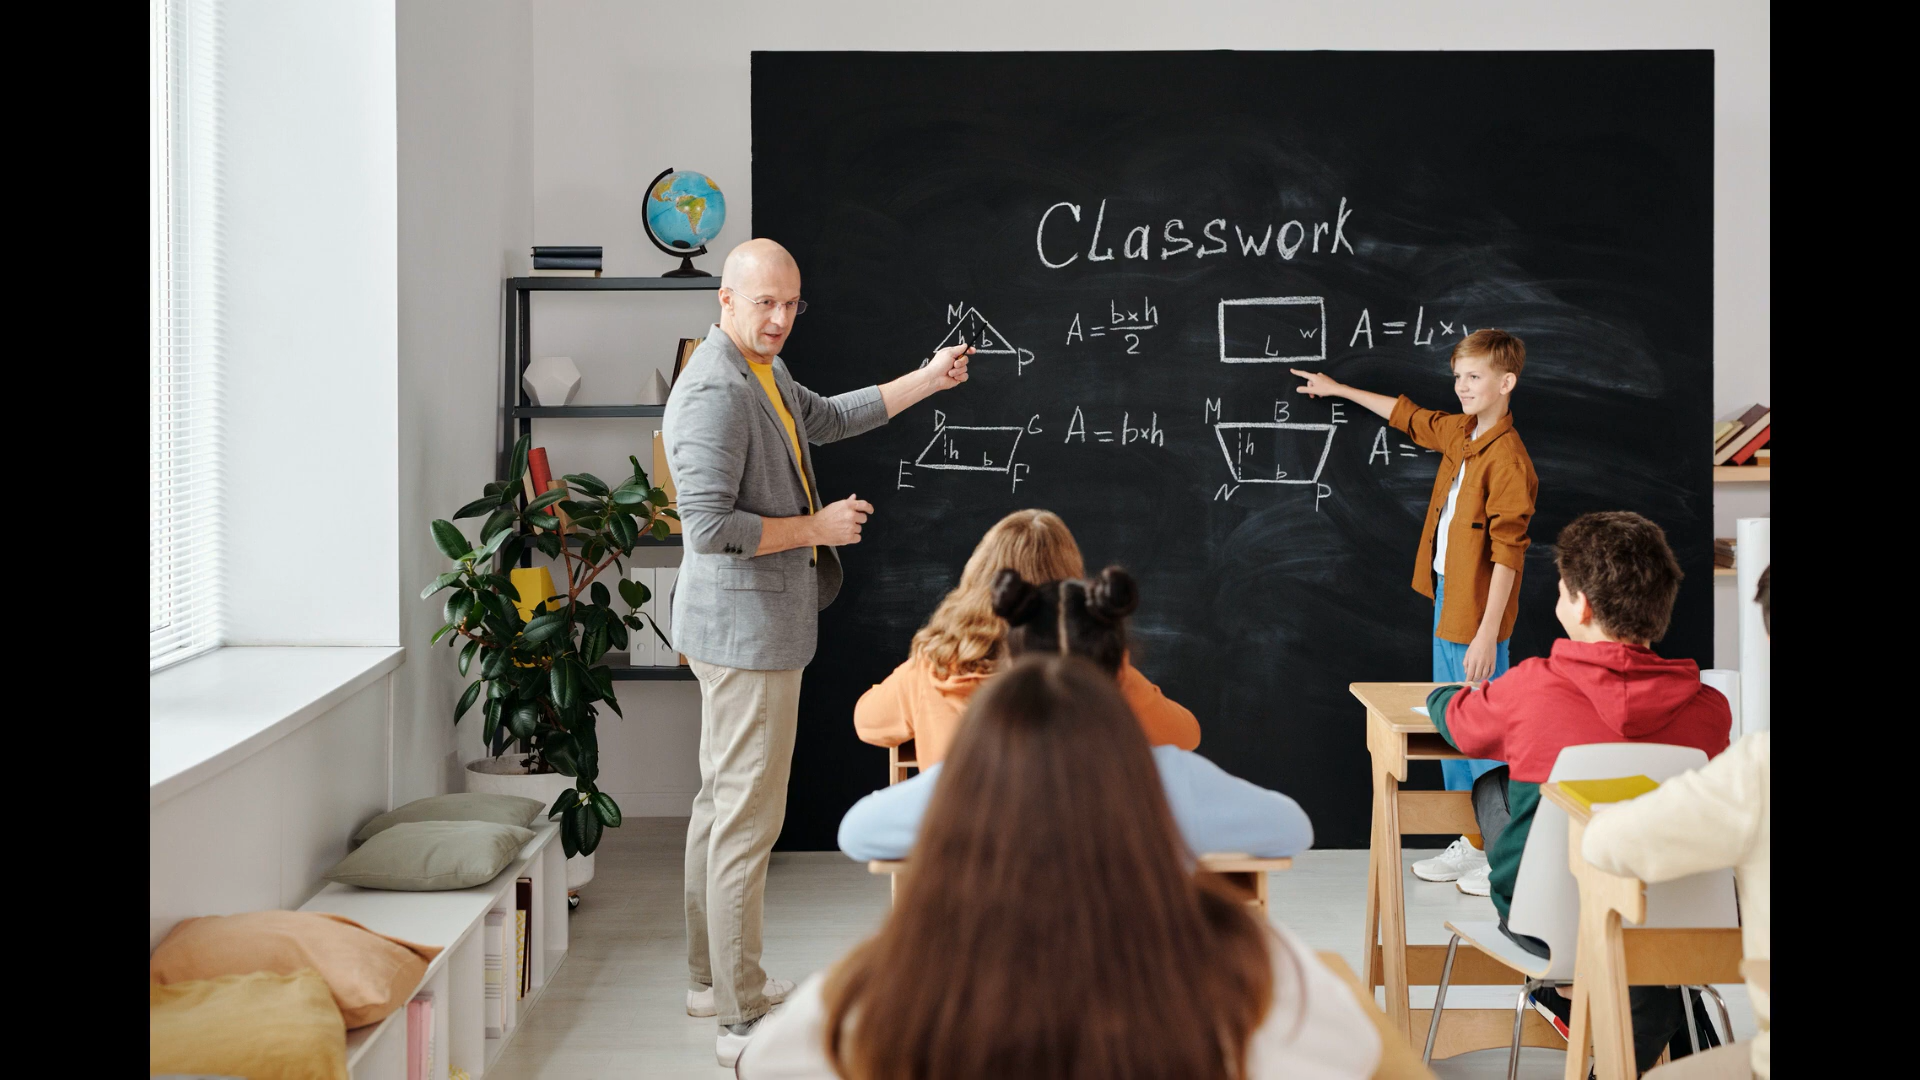 CLasswork
M
h b
P
A = b×h
2
L w
A = L×
D G
h b
E F
A = b×h
M B E
h
b
N P
A =